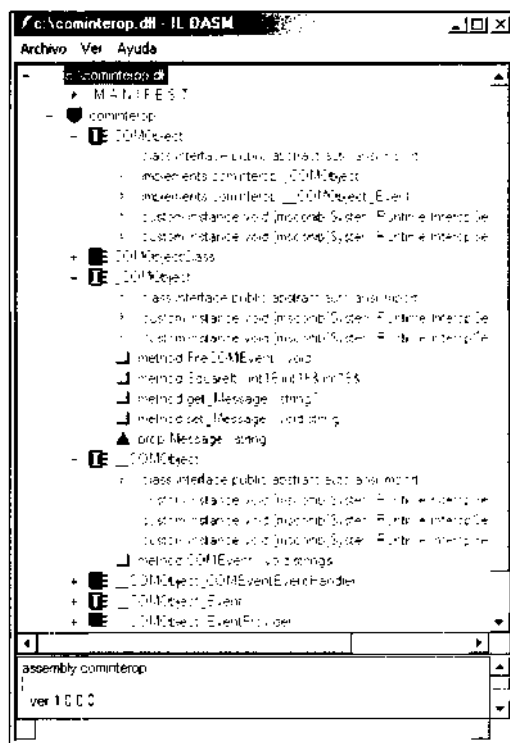 c:\cominterop.dll - IL DASM
Archivo Ver Ayuda
c:\cominterop.dll
M A N I F E S T
cominterop
COMObject
.class interface public abstract auto ansi import
implements cominterop._COMObject
implements cominterop.__COMObject_Event
.custom instance void [mscorlib]System.Runtime.InteropSe
.custom instance void [mscorlib]System.Runtime.InteropSe
COMObjectClass
_COMObject
.class interface public abstract auto ansi import
.custom instance void [mscorlib]System.Runtime.InteropSe
.custom instance void [mscorlib]System.Runtime.InteropSe
method FireCOMEvent : void
method SquareIt : int16
method get_Message : string
method set_Message : void
prop Message : string
__COMObject
.class interface public abstract auto ansi import
.custom instance void [mscorlib]System.Runtime.InteropSe
.custom instance void [mscorlib]System.Runtime.InteropSe
.custom instance void [mscorlib]System.Runtime.InteropSe
method COMEvent : void
__COMObject_COMEventEventHandler
__COMObject_Event
__COMObject_EventProvider
assembly cominterop
ver 1:0:0:0